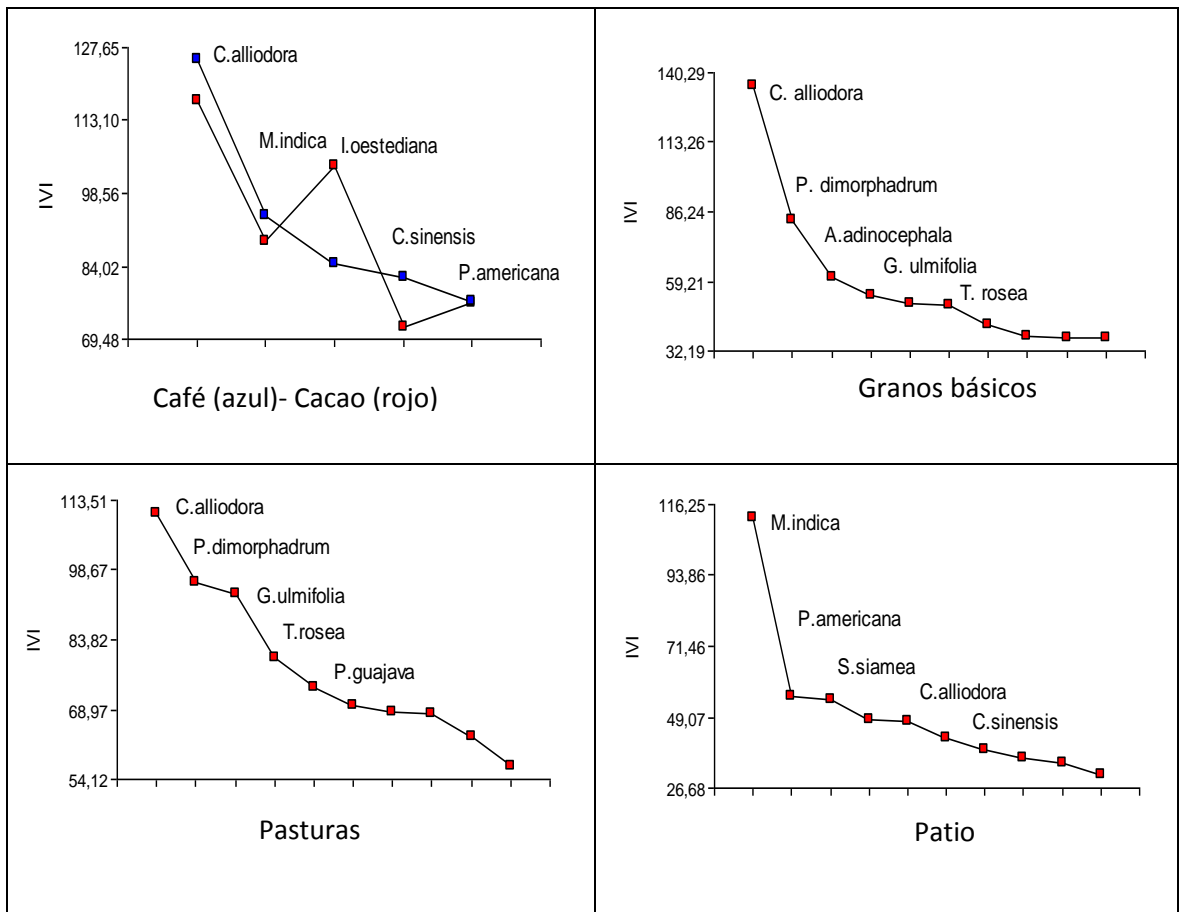 127,65
113,10
98,56
84,02
69,48
IVI
C.alliodora
M.indica
I.oestediana
C.sinensis
P.americana
Café (azul)- Cacao (rojo)
140,29
113,26
86,24
59,21
32,19
IVI
C. alliodora
P. dimorphadrum
A.adinocephala
G. ulmifolia
T. rosea
Granos básicos
113,51
98,67
83,82
68,97
54,12
IVI
C.alliodora
P.dimorphadrum
G.ulmifolia
T.rosea
P.guajava
Pasturas
116,25
93,86
71,46
49,07
26,68
IVI
M.indica
P.americana
S.siamea
C.alliodora
C.sinensis
Patio